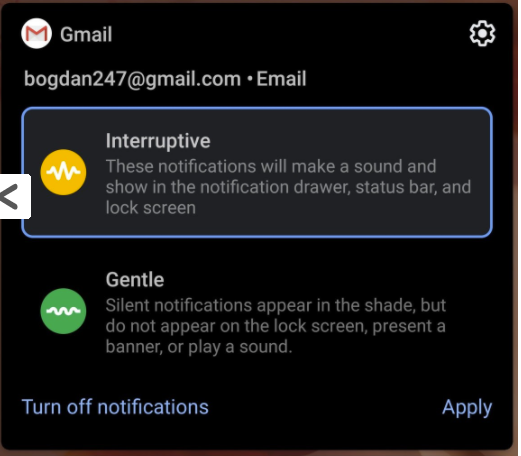 Gmail
bogdan247@gmail.com • Email
Interruptive
These notifications will make a sound and
show in the notification drawer, status bar, and
lock screen
Gentle
Silent notifications appear in the shade, but
do not appear on the lock screen, present a
banner, or play a sound.
Turn off notifications
Apply